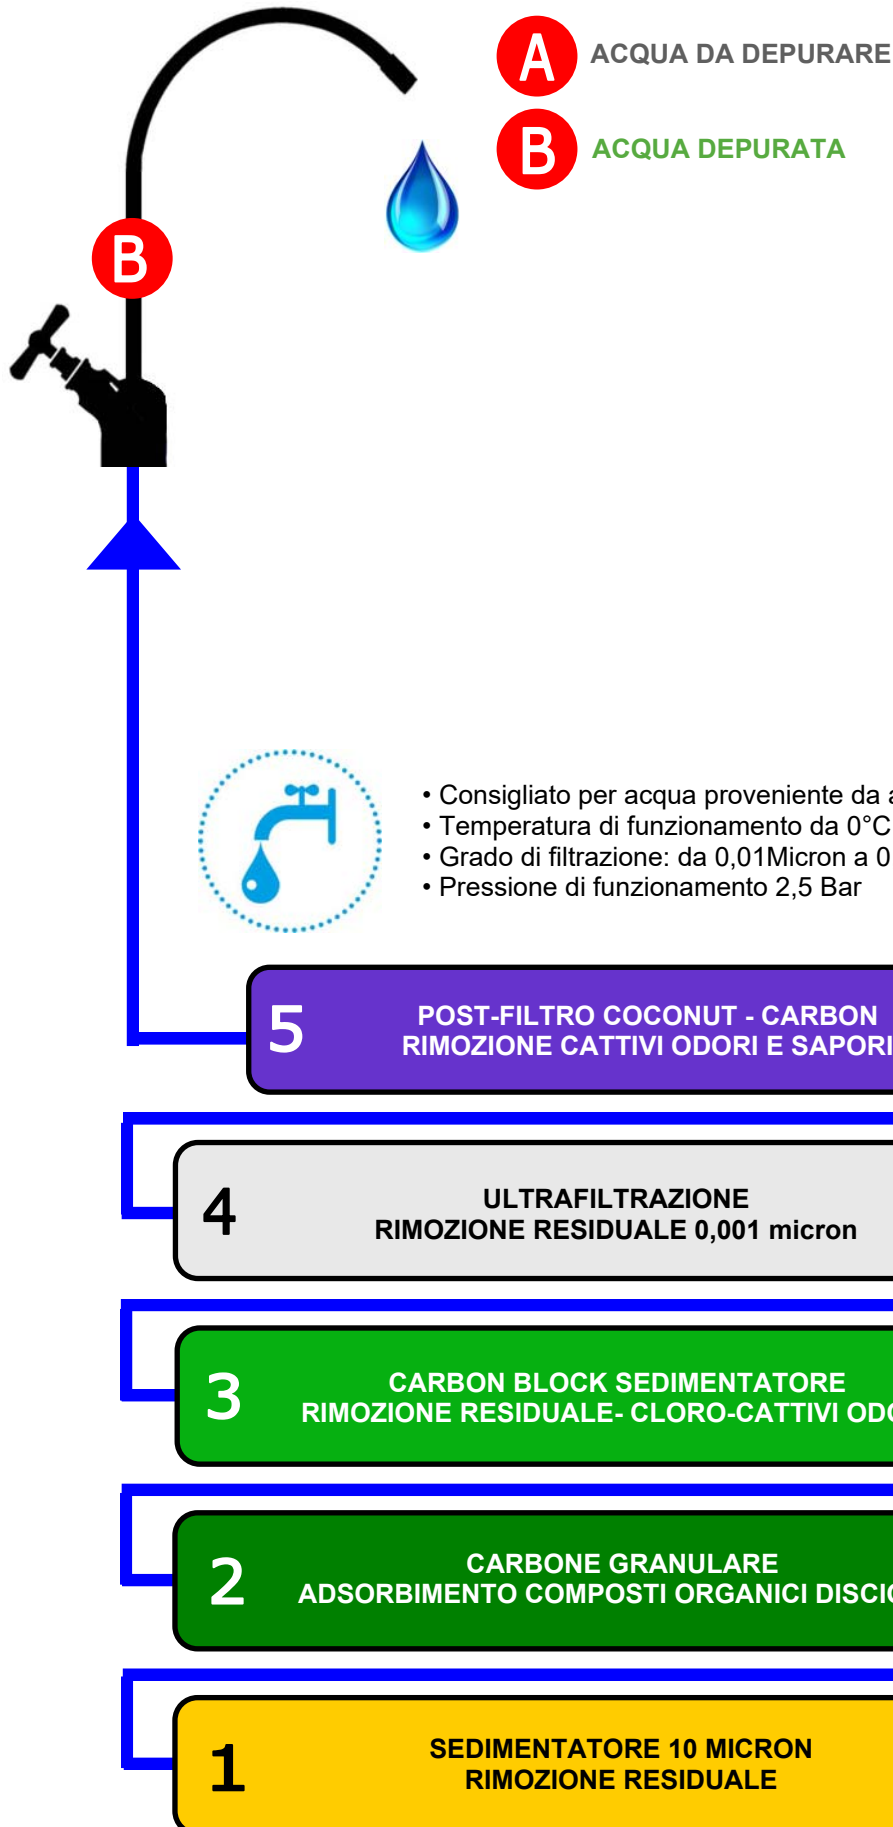 A ACQUA DA DEPURARE
B ACQUA DEPURATA
B
• Consigliato per acqua proveniente da
• Temperatura di funzionamento da 0°C
• Grado di filtrazione: da 0,01Micron a 0
• Pressione di funzionamento 2,5 Bar
5
POST-FILTRO COCONUT - CARBON
RIMOZIONE CATTIVI ODORI E SAPORI
4
ULTRAFILTRAZIONE
RIMOZIONE RESIDUALE 0,001 micron
3
CARBON BLOCK SEDIMENTATORE
RIMOZIONE RESIDUALE- CLORO-CATTIVI
2
CARBONE GRANULARE
ADSORBIMENTO COMPOSTI ORGANICI
1
SEDIMENTATORE 10 MICRON
RIMOZIONE RESIDUALE